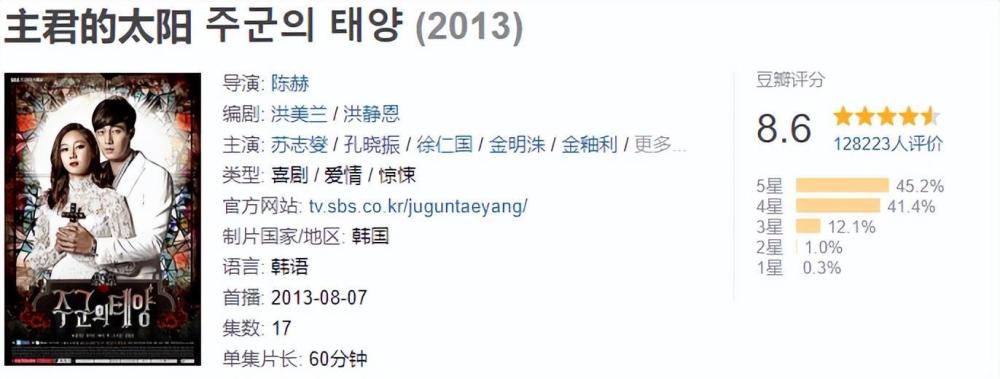 主君的太阳 주군의 태양 (2013)
주군의태양
导演: 陈赫
编剧: 洪美兰 / 洪静恩
主演: 苏志燮 / 孔晓振 / 徐仁国 / 金明洙 / 金釉利 / 更多...
类型: 喜剧 / 爱情 / 惊悚
官方网站: tv.sbs.co.kr/juguntaeyang/
制片国家/地区: 韩国
语言: 韩语
首播: 2013-08-07
集数: 17
单集片长: 60分钟
豆瓣评分
8.6
128223人评价
5星 45.2%
4星 41.4%
3星 12.1%
2星 1.0%
1星 0.3%